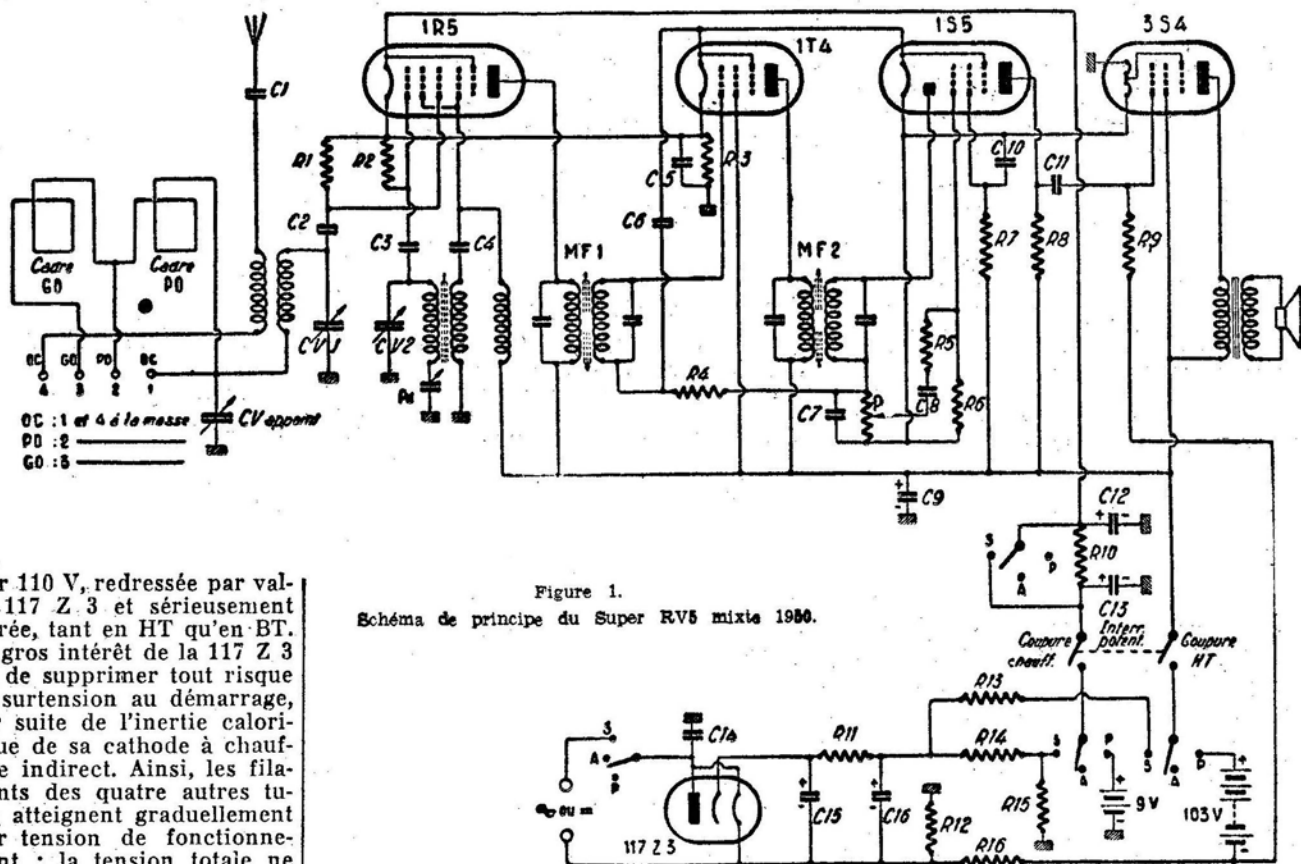 1R5
1T4
1S5
3S4
C1
R1
R2
C2
C3
C4
C5
R3
C6
MF1
MF2
C10
C11
R7
R8
R9
Cadre
GO
Cadre
PO
OC
GO
PO
OC
4
3
2
1
CV1
CV2
Pd
R4
R5
C7
P
C8
R6
OC : 1 et 4 à la masse
PO : 2
GO : 3
CV appoint
C9
+
-
C12
+ -
S
P
A
R10
+ -
C13
Interr.
potent.
Coupure
chauff.
Coupure
HT
r 110 V, redressée par val-
117 Z 3 et sérieusement
rée, tant en HT qu'en BT.
gros intérêt de la 117 Z 3
de supprimer tout risque
surtension au démarrage,
r suite de l'inertie calori-
ue de sa cathode à chauf-
e indirect. Ainsi, les fila-
nts des quatre autres tu-
atteignent graduellement
r tension de fonctionne-
nt ; la tension totale ne
Figure 1.
Schéma de principe du Super RV5 mixte 1950.
S
A
P
ou
C14
117 Z 3
R11
+
-
C15
+
-
C16
R12
R13
R14
R15
R16
S
P
A
+
9V
S
P
A
+
103V
-